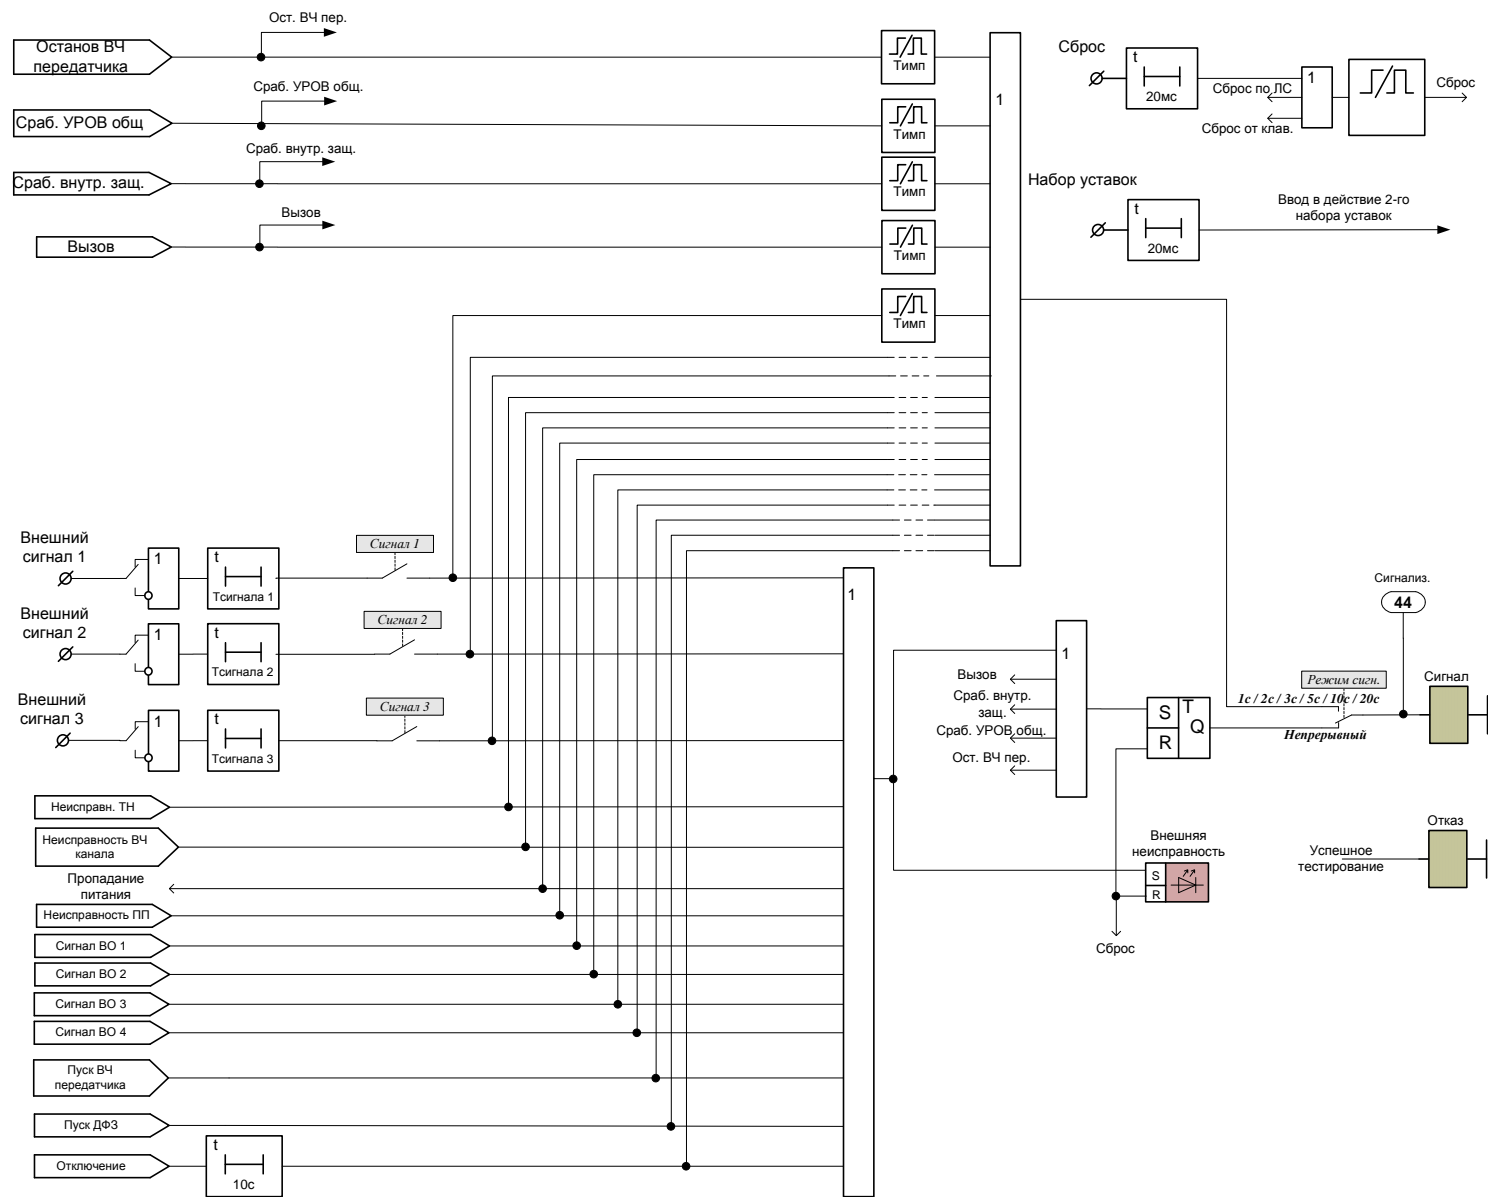 Ост. ВЧ пер.
Останов ВЧ
передатчика
Тимп
1
Сброс
t
20мс
Сброс по ЛС
Сброс от клав.
1
Сброс
Сраб. УРОВ общ.
Сраб. УРОВ общ
Тимп
Сраб. внутр. защ.
Сраб. внутр. защ.
Тимп
Набор уставок
t
20мс
Ввод в действие 2-го
набора уставок
Вызов
Вызов
Тимп
Тимп
Внешний
сигнал 1
1
t
Тсигнала 1
Сигнал 1
Внешний
сигнал 2
1
t
Тсигнала 2
Сигнал 2
Внешний
сигнал 3
1
t
Тсигнала 3
Сигнал 3
1
1
Вызов
Сраб. внутр.
защ.
Сраб. УРОВ общ.
Ост. ВЧ пер.
S
T
R
Q
Сигнализ.
44
Режим сигн.
1с / 2с / 3с / 5с / 10с / 20с
Непрерывный
Сигнал
Неисправн. ТН
Неисправность ВЧ
канала
Пропадание
питания
Неисправность ПП
Сигнал ВО 1
Сигнал ВО 2
Сигнал ВО 3
Сигнал ВО 4
Пуск ВЧ
передатчика
Пуск ДФЗ
Отключение
t
10с
Внешняя
неисправность
S
R
Сброс
Успешное
тестирование
Отказ